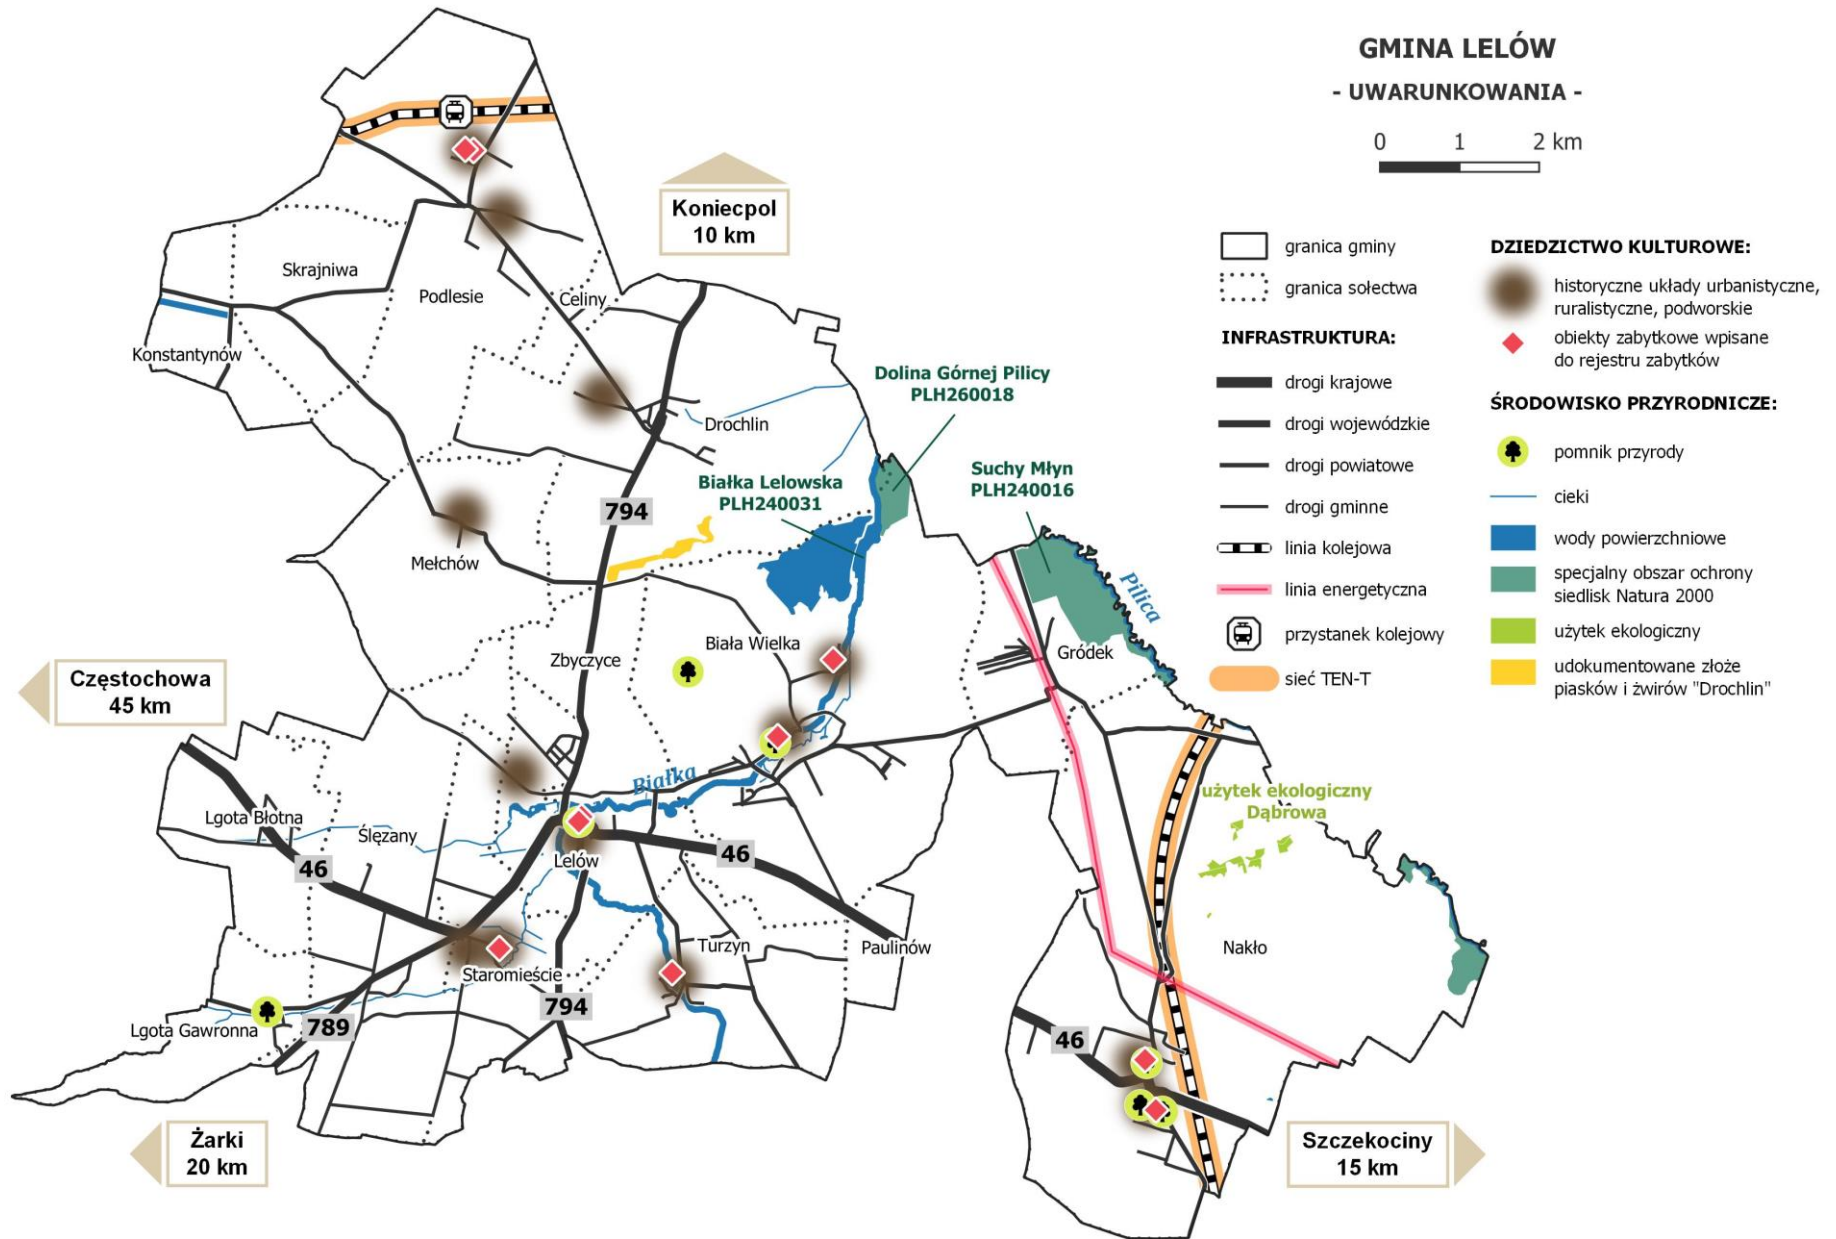 GMINA LELÓW
- UWARUNKOWANIA -
0 1 2 km
granica gminy
granica sołectwa
INFRASTRUKTURA:
drogi krajowe
drogi wojewódzkie
drogi powiatowe
drogi gminne
linia kolejowa
linia energetyczna
przystanek kolejowy
sieć TEN-T
DZIEDZICTWO KULTUROWE:
historyczne układy urbanistyczne,
ruralistyczne, podworskie
obiekty zabytkowe wpisane
do rejestru zabytków
ŚRODOWISKO PRZYRODNICZE:
pomnik przyrody
cieki
wody powierzchniowe
specjalny obszar ochrony
siedlisk Natura 2000
użytek ekologiczny
udokumentowane złoże
piasków i żwirów "Drochlin"
Koniecpol
10 km
Skrajniwa
Podlesie
Celiny
Konstantynów
Dolina Górnej Pilicy
PLH260018
Drochlin
Białka Lelowska
PLH240031
Suchy Młyn
PLH240016
794
Mełchów
Pilica
Biała Wielka
Gródek
Zbyczyce
Częstochowa
45 km
Białka
użytek ekologiczny
Dąbrowa
Lgota Błotna
Ślęzany
46
Lelów
46
Turzyn
Paulinów
Nakło
Staromieście
794
Lgota Gawronna
789
46
Żarki
20 km
Szczekociny
15 km